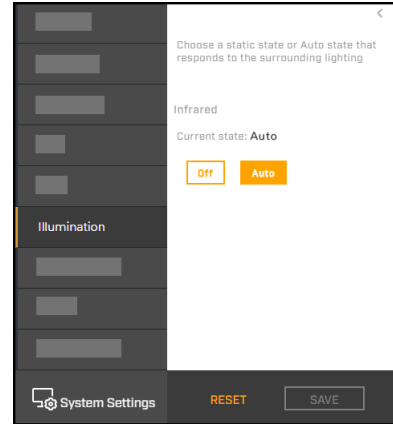 Choose a static state or Auto state that
responds to the surrounding lighting
Infrared
Current state: Auto
Off Auto
Illumination
System Settings
RESET SAVE